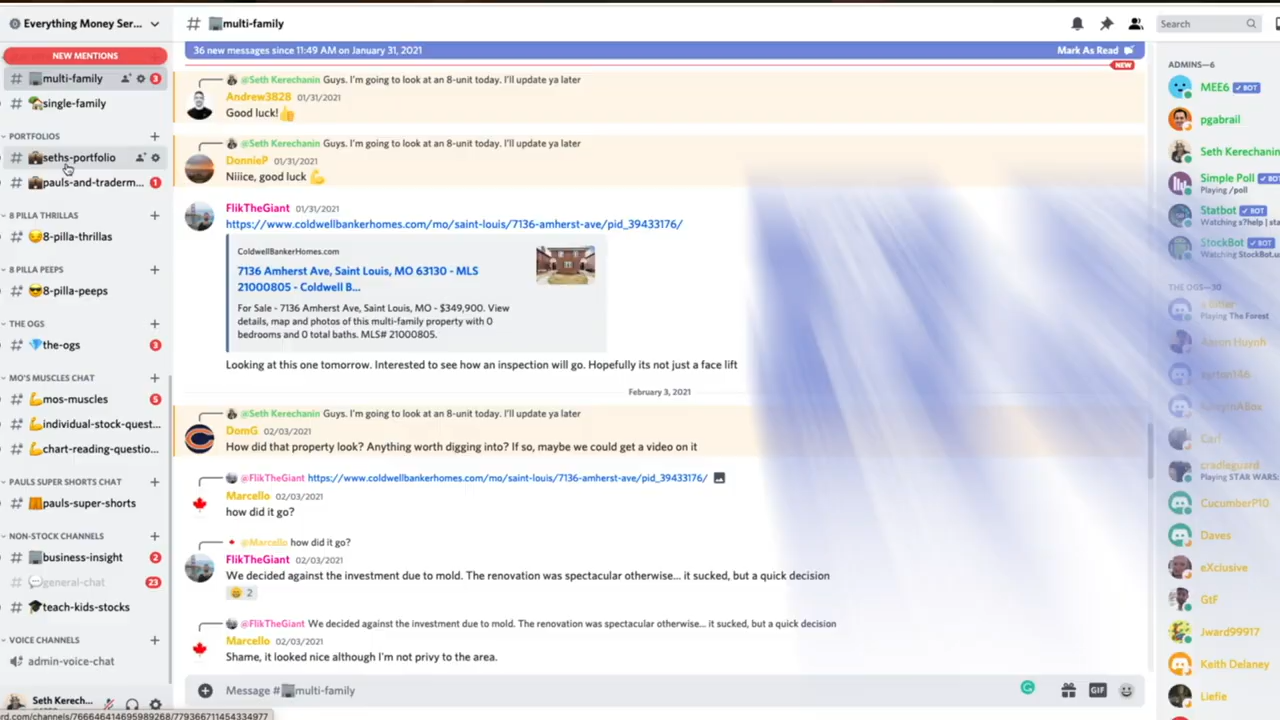 Everything Money Ser...
NEW MENTIONS
# multi-family 3
# single-family
PORTFOLIOS
# seths-portfolio
# pauls-and-traderm... 1
8 PILLA THRILLAS
# 8-pilla-thrillas
8 PILLA PEEPS
# 8-pilla-peeps
THE OGS
# the-ogs 3
MO'S MUSCLES CHAT
# mos-muscles 5
# individual-stock-quest...
# chart-reading-questio...
PAULS SUPER SHORTS CHAT
# pauls-super-shorts
NON-STOCK CHANNELS
# business-insight 2
# general-chat 23
# teach-kids-stocks
VOICE CHANNELS
admin-voice-chat
Seth Kerech...
rd.com/channels/766646414695989268/779366711454334977
# multi-family
Search
36 new messages since 11:49 AM on January 31, 2021 Mark As Read
NEW
@Seth Kerechanin Guys. I'm going to look at an 8-unit today. I'll update ya later
Andrew3828 01/31/2021
Good luck!👍
@Seth Kerechanin Guys. I'm going to look at an 8-unit today. I'll update ya later
DonnieP 01/31/2021
Niiice, good luck 💪
FlikTheGiant 01/31/2021
https://www.coldwellbankerhomes.com/mo/saint-louis/7136-amherst-ave/pid_39433176/
ColdwellBankerHomes.com
7136 Amherst Ave, Saint Louis, MO 63130 - MLS
21000805 - Coldwell B...
For Sale - 7136 Amherst Ave, Saint Louis, MO - $349,900. View
details, map and photos of this multi-family property with 0
bedrooms and 0 total baths. MLS# 21000805.
Looking at this one tomorrow. Interested to see how an inspection will go. Hopefully its not just a face lift
February 3, 2021
@Seth Kerechanin Guys. I'm going to look at an 8-unit today. I'll update ya later
DomG 02/03/2021
How did that property look? Anything worth digging into? If so, maybe we could get a video on it
@FlikTheGiant https://www.coldwellbankerhomes.com/mo/saint-louis/7136-amherst-ave/pid_39433176/
Marcello 02/03/2021
how did it go?
@Marcello how did it go?
FlikTheGiant 02/03/2021
We decided against the investment due to mold. The renovation was spectacular otherwise... it sucked, but a quick decision
2
@FlikTheGiant We decided against the investment due to mold. The renovation was spectacular otherwise... it sucked, but a quick decision
Marcello 02/03/2021
Shame, it looked nice although I'm not privy to the area.
Message # multi-family
GIF
ADMINS—6
MEE6 ✓ BOT
pgabrail
Seth Kerechanin
Simple Poll ✓ BOT
Playing /poll
Statbot ✓ BOT
Watching s?help | sta
StockBot ✓ BOT
Watching StockBot.u
THE OGS—30
Playing The Forest
Aaron Huynh
ayrton146
Carl
cradleguard
Playing STAR WARS:
CucumberP10
Daves
eXclusive
GtF
Jward99917
Keith Delaney
Liefie